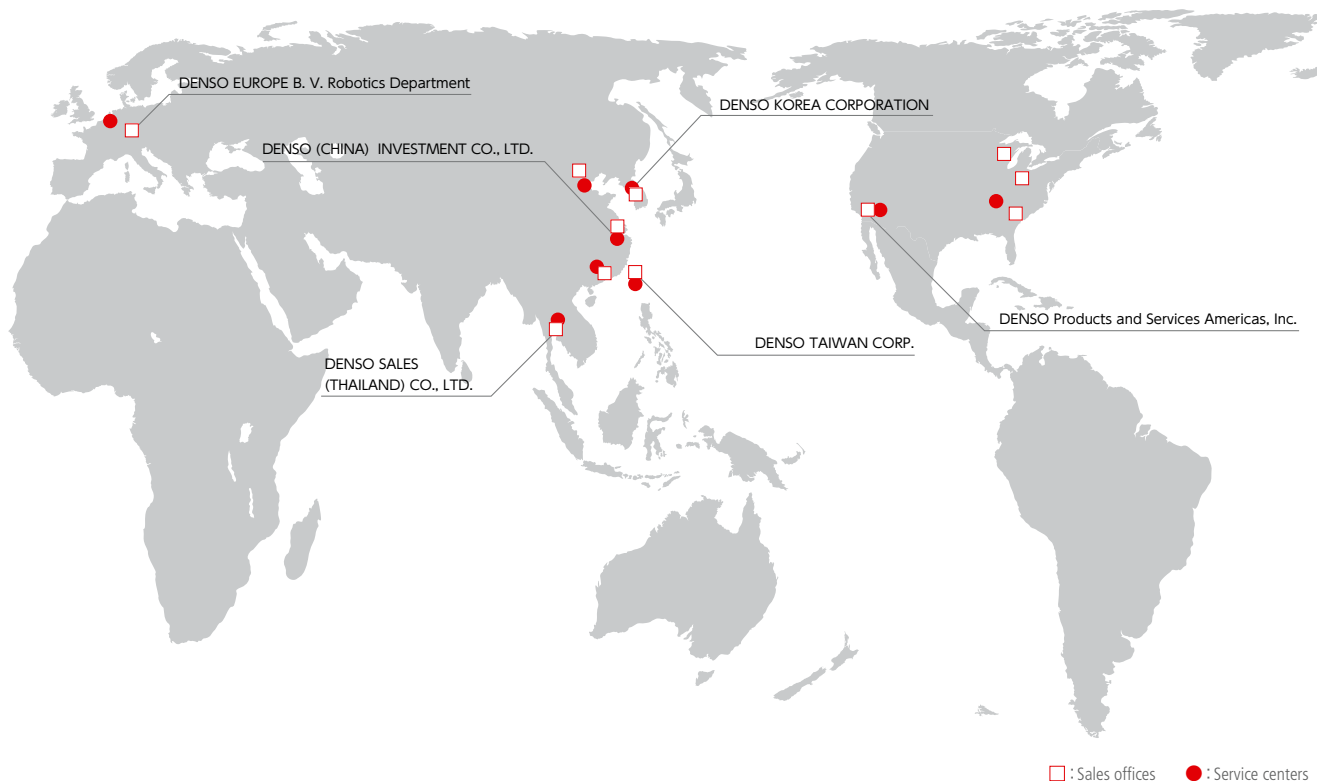 DENSO EUROPE B. V. Robotics Department
DENSO KOREA CORPORATION
DENSO (CHINA) INVESTMENT CO., LTD.
DENSO Products and Services Americas, Inc.
DENSO TAIWAN CORP.
DENSO SALES
(THAILAND) CO., LTD.
: Sales offices
: Service centers